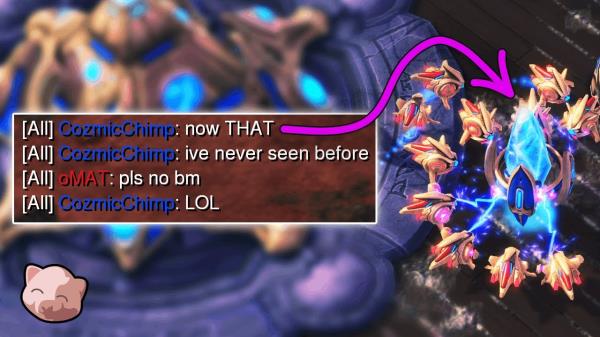 [All] CozmicChimp: now THAT
[All] CozmicChimp: ive never seen before
[All] oMAT: pls no bm
[All] CozmicChimp: LOL